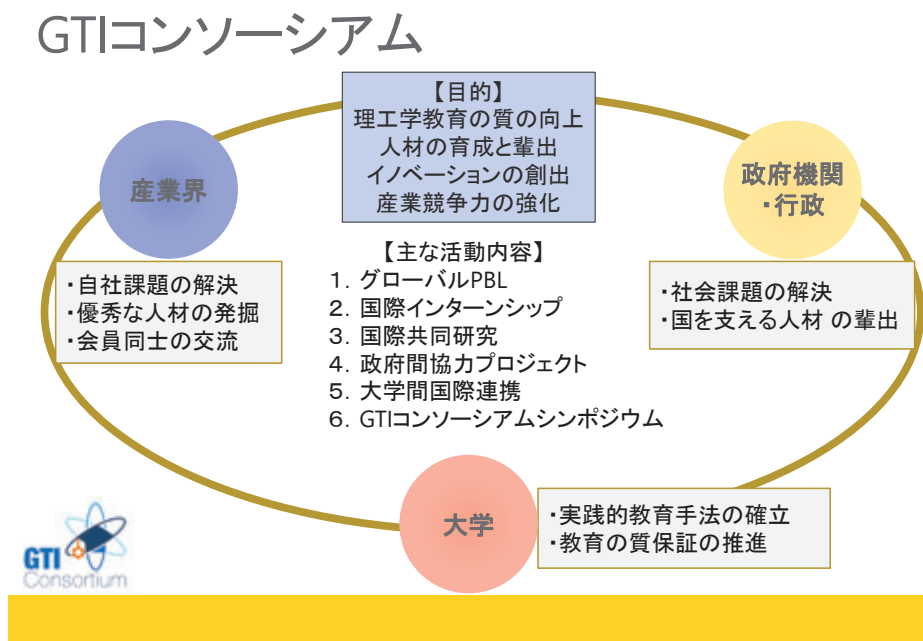 GTIコンソーシアム
【目的】
理工学教育の質の向上
人材の育成と輩出
イノベーションの創出
産業競争力の強化
産業界
政府機関
・行政
・自社課題の解決
・優秀な人材の発掘
・会員同士の交流
【主な活動内容】
1. グローバルPBL
2. 国際インターンシップ
3. 国際共同研究
4. 政府間協力プロジェクト
5. 大学間国際連携
6. GTIコンソーシアムシンポジウム
・社会課題の解決
・国を支える人材 の輩出
大学
・実践的教育手法の確立
・教育の質保証の推進
GTI
Consortium